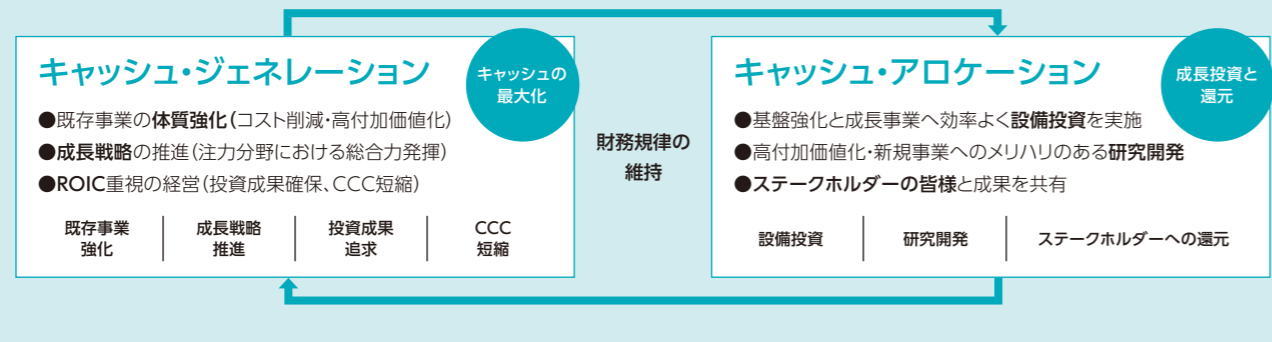 キャッシュ・ジェネレーション
キャッシュの
最大化
●既存事業の体質強化(コスト削減・高付加価値化)
●成長戦略の推進(注力分野における総合力発揮)
●ROIC重視の経営(投資成果確保、CCC短縮)
既存事業
強化
成長戦略
推進
投資成果
追求
CCC
短縮
財務規律の
維持
キャッシュ・アロケーション
成長投資と
還元
●基盤強化と成長事業へ効率よく設備投資を実施
●高付加価値化・新規事業へのメリハリのある研究開発
●ステークホルダーの皆様と成果を共有
設備投資
研究開発
ステークホルダーへの還元